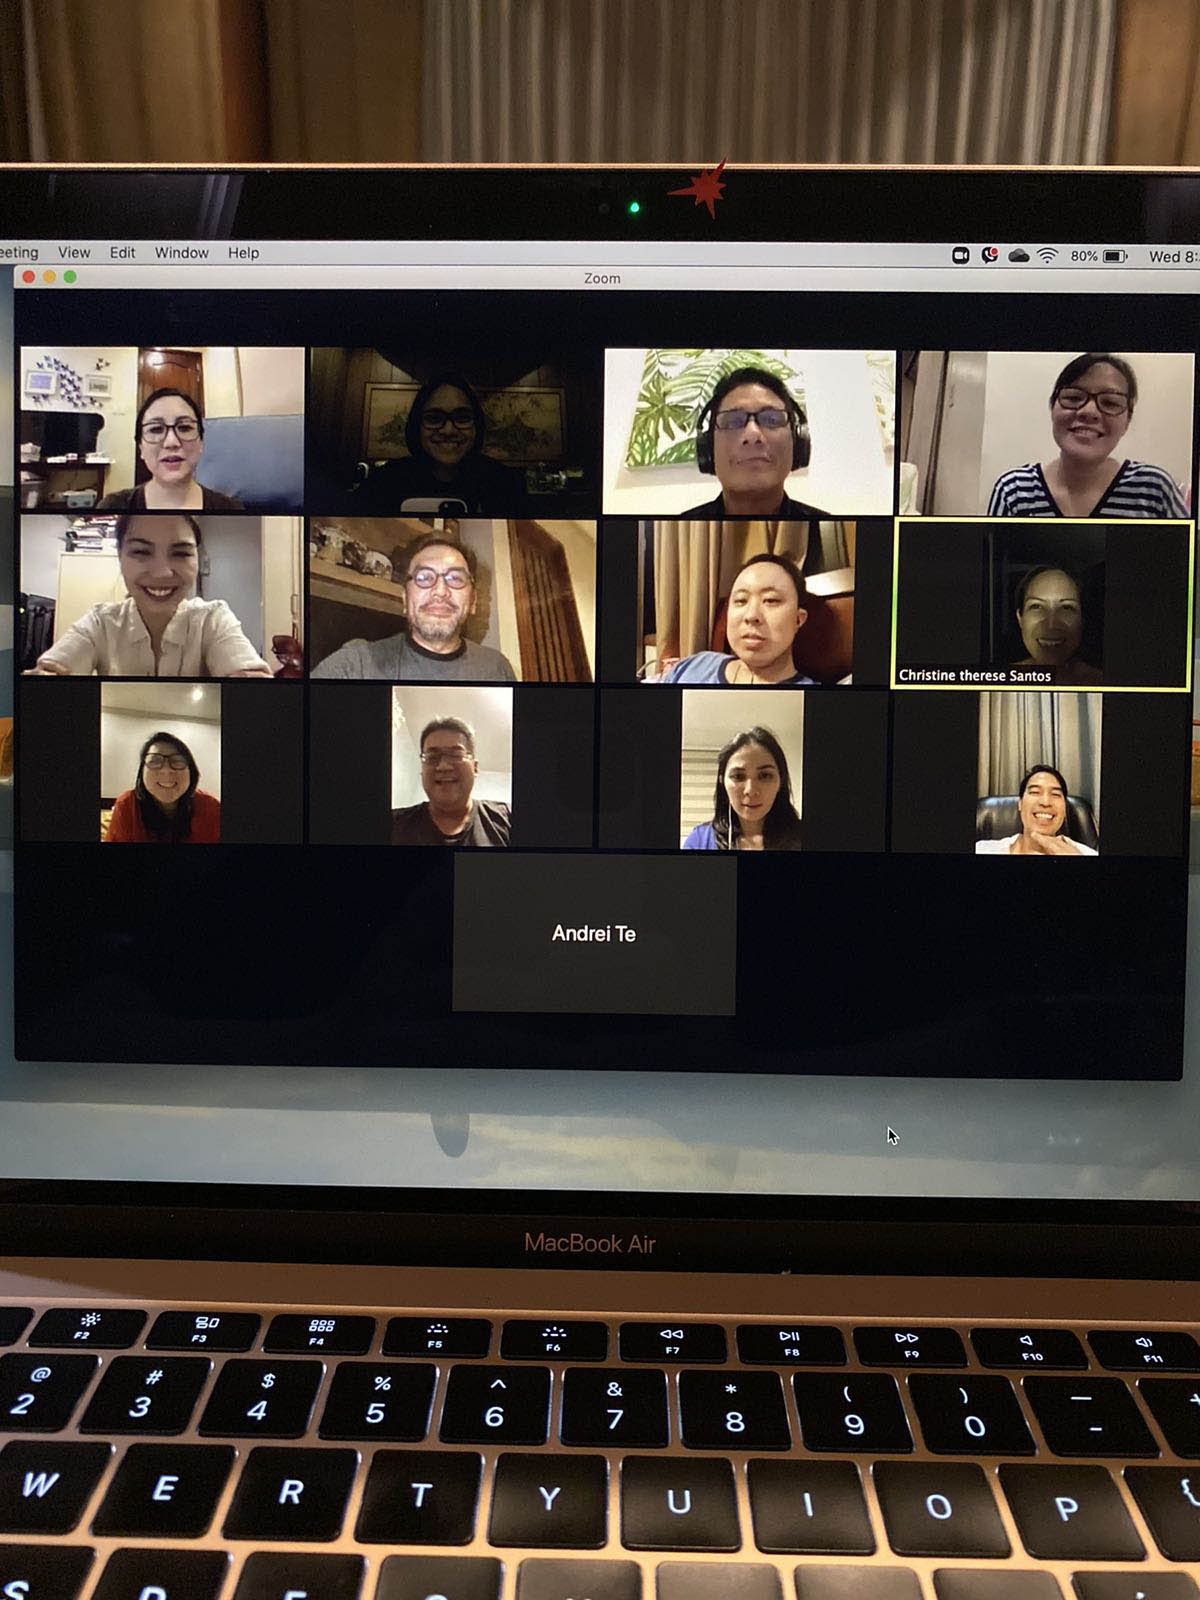 eeting View Edit Window Help 80% Wed 8:
Zoom
Christine therese Santos
Andrei Te
MacBook Air
F2 F3 F4 F5 F6 F7 F8 F9 F10 F11
@ # $ % ^ & * ( ) — +
2 3 4 5 6 7 8 9 0 -
W E R T Y U I O P {
S